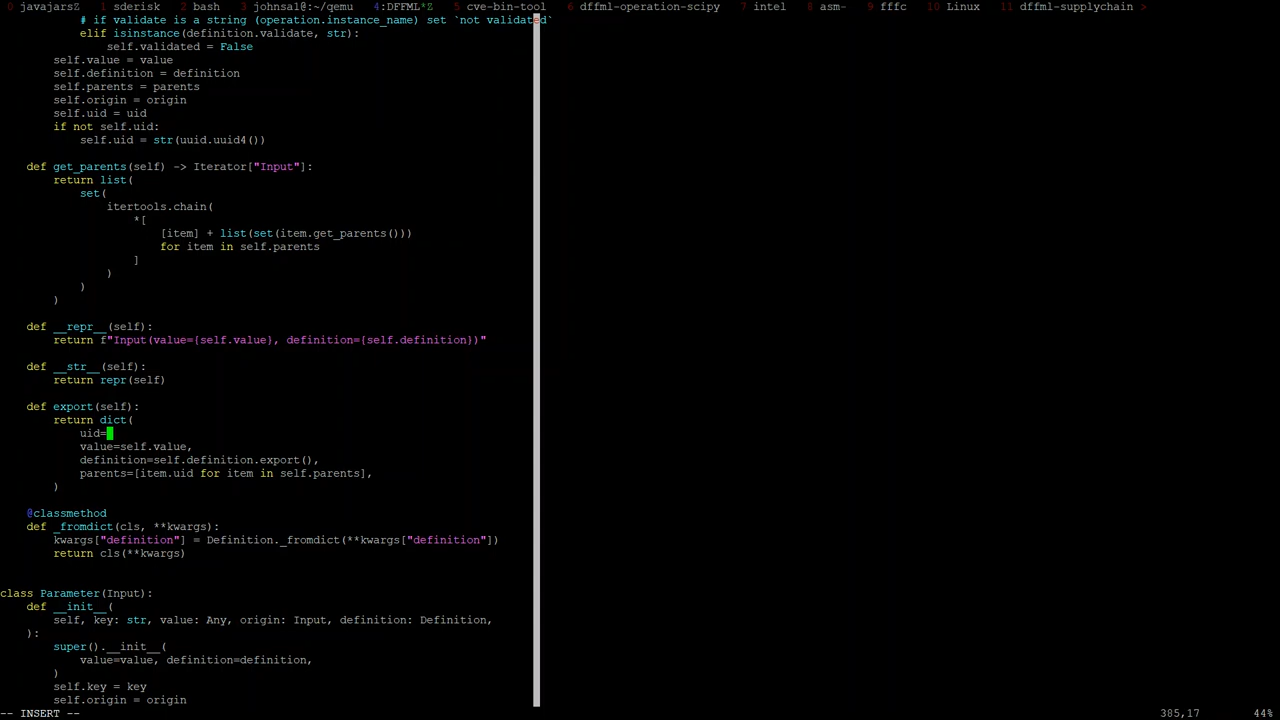 0 javajarsZ 1 sderisk 2 bash 3 johnsa1@:~/qemu 4:DFFML*Z 5 cve-bin-tool 6 dffml-operation-scipy 7 intel 8 asm- 9 fffc 10 Linux 11 dffml-supplychain >
# if validate is a string (operation.instance_name) set `not validated`
elif isinstance(definition.validate, str):
self.validated = False
self.value = value
self.definition = definition
self.parents = parents
self.origin = origin
self.uid = uid
if not self.uid:
self.uid = str(uuid.uuid4())
def get_parents(self) -> Iterator["Input"]:
return list(
set(
itertools.chain(
*[
[item] + list(set(item.get_parents()))
for item in self.parents
]
)
)
)
def __repr__(self):
return f"Input(value={self.value}, definition={self.definition})"
def __str__(self):
return repr(self)
def export(self):
return dict(
uid=
value=self.value,
definition=self.definition.export(),
parents=[item.uid for item in self.parents],
)
@classmethod
def _fromdict(cls, **kwargs):
kwargs["definition"] = Definition._fromdict(**kwargs["definition"])
return cls(**kwargs)
class Parameter(Input):
def __init__(
self, key: str, value: Any, origin: Input, definition: Definition,
):
super().__init__(
value=value, definition=definition,
)
self.key = key
self.origin = origin
-- INSERT -- 385,17 44%